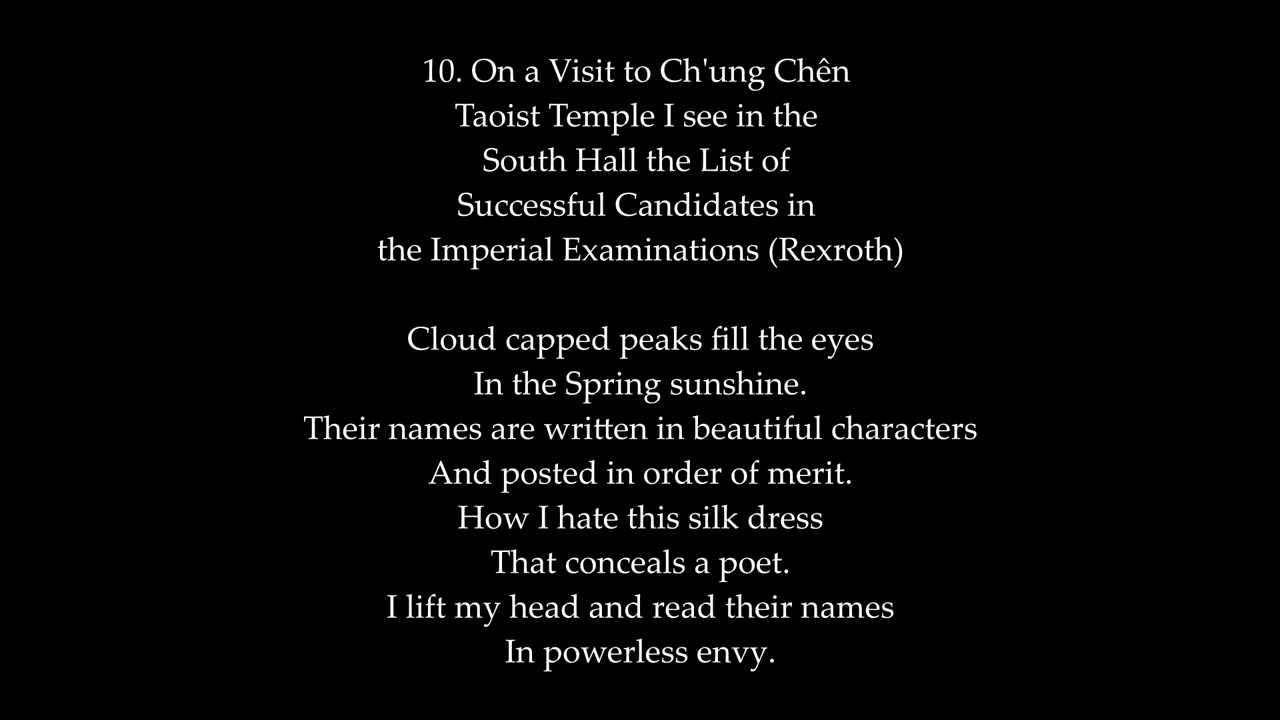 10. On a Visit to Ch'ung Chên
Taoist Temple I see in the
South Hall the List of
Successful Candidates in
the Imperial Examinations (Rexroth)
Cloud capped peaks fill the eyes
In the Spring sunshine.
Their names are written in beautiful characters
And posted in order of merit.
How I hate this silk dress
That conceals a poet.
I lift my head and read their names
In powerless envy.